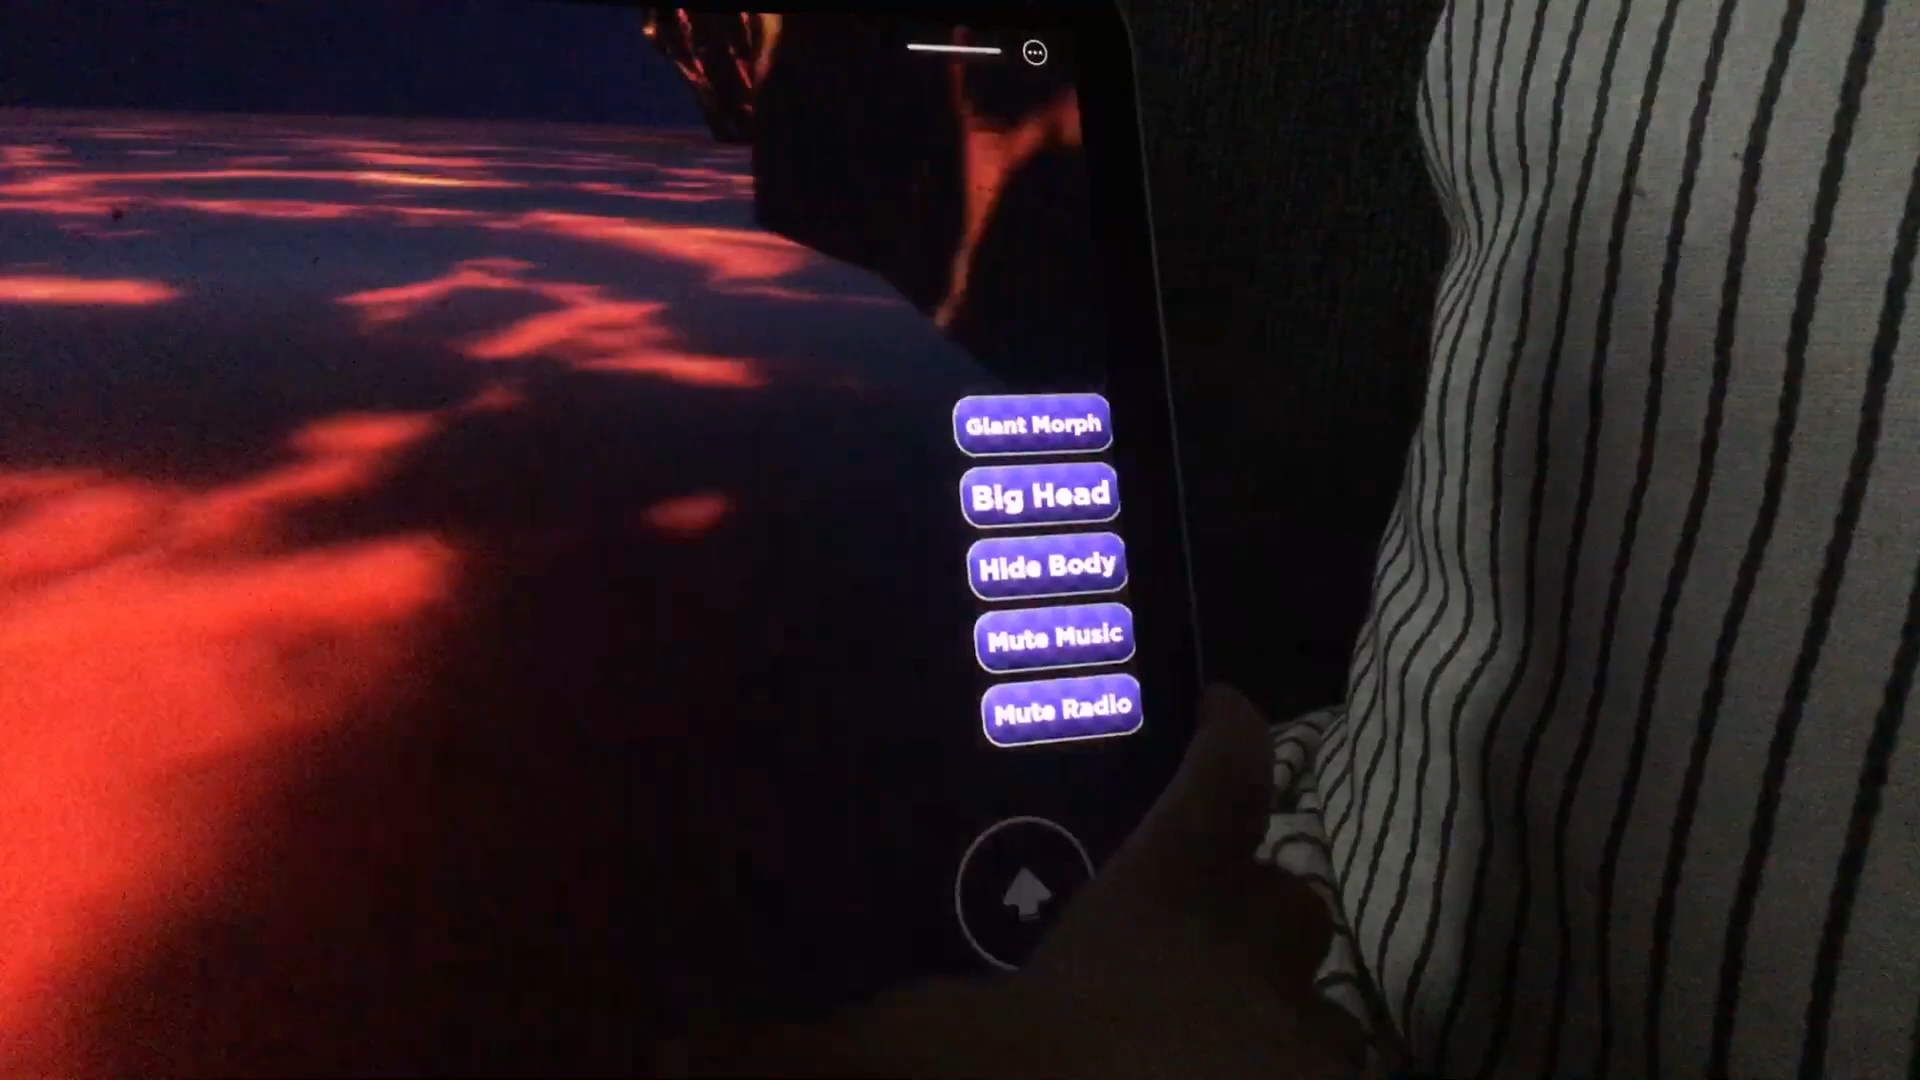 Giant Morph
Big Head
Hide Body
Mute Music
Mute Radio